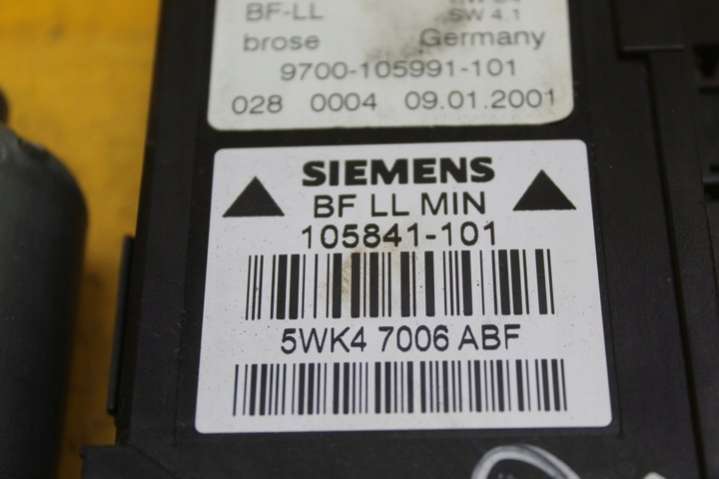 BF-LL
SW 4.1
brose Germany
9700-105991-101
028 0004 09.01.2001
SIEMENS
BF LL MIN
105841-101
5WK4 7006 ABF